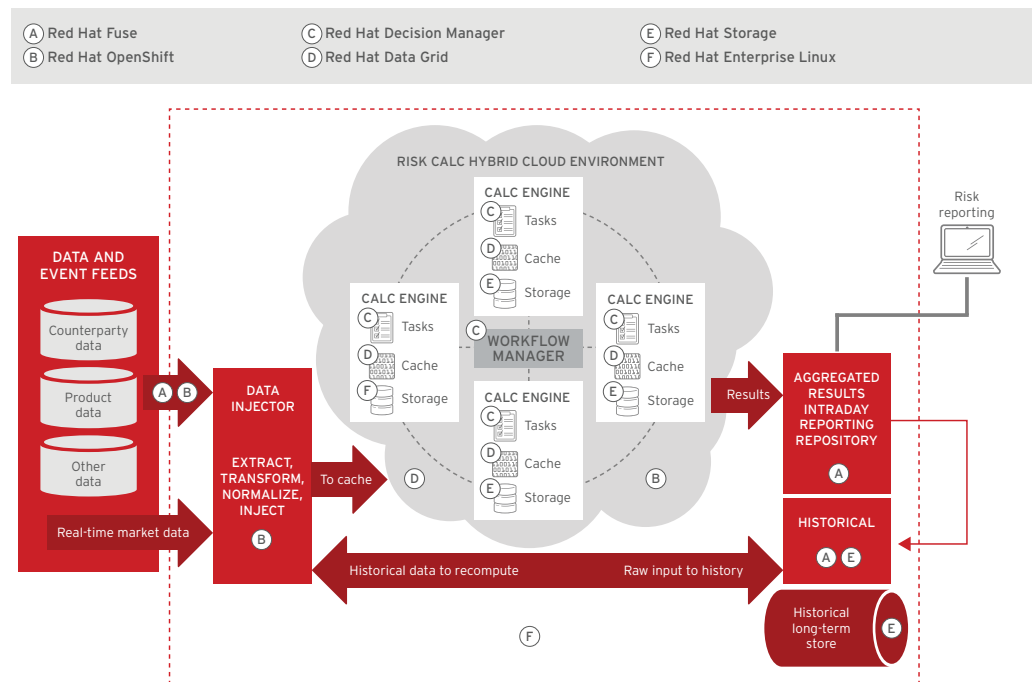 A Red Hat Fuse
B Red Hat OpenShift
C Red Hat Decision Manager
D Red Hat Data Grid
E Red Hat Storage
F Red Hat Enterprise Linux
RISK CALC HYBRID CLOUD ENVIRONMENT
DATA AND
EVENT FEEDS
Counterparty
data
Product
data
Other
data
Real-time market data
A B
DATA
INJECTOR
EXTRACT,
TRANSFORM,
NORMALIZE,
INJECT
B
To cache
D
CALC ENGINE
C Tasks
D Cache
E Storage
CALC ENGINE
C Tasks
D Cache
F Storage
C
WORKFLOW
MANAGER
CALC ENGINE
C Tasks
D Cache
E Storage
CALC ENGINE
C Tasks
D Cache
E Storage
B
Results
Risk
reporting
AGGREGATED
RESULTS
INTRADAY
REPORTING
REPOSITORY
A
HISTORICAL
A E
Historical data to recompute
Raw input to history
Historical
long-term
store
E
F